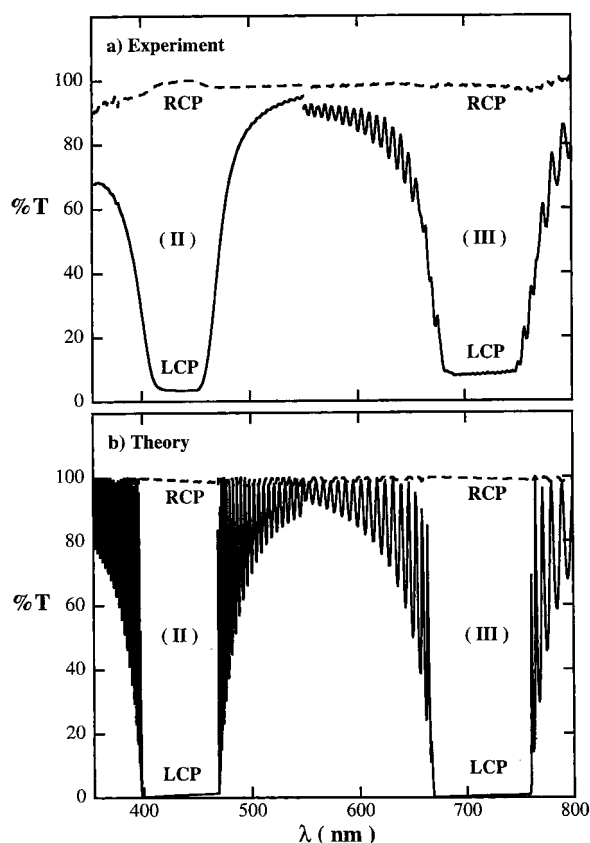 a) Experiment
100
RCP
RCP
80
%T
60
( II )
( III )
40
20
LCP
LCP
0
b) Theory
100
RCP
RCP
80
%T
60
( II )
( III )
40
20
LCP
LCP
0
400
500
600
700
800
λ ( nm )